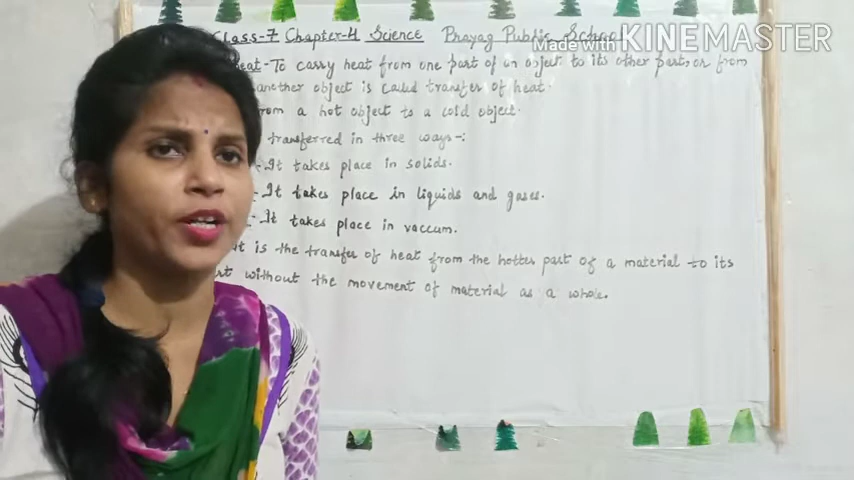 Class-7 Chapter-4 Science Prayag Public School
Made with KINEMASTER
Heat-To carry heat from one part of an object to its other part, or from
another object is called transfer of heat.
from a hot object to a cold object.
transferred in three ways-:
-It takes place in solids.
-It takes place in liquids and gases.
-It takes place in vaccum.
It is the transfer of heat from the hotter part of a material to its
without the movement of material as a whole.